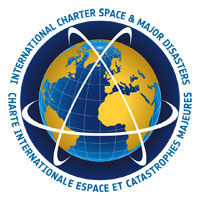 INTERNATIONAL CHARTER SPACE & MAJOR DISASTERS
CHARTE INTERNATIONALE ESPACE ET CATASTROPHES MAJEURES